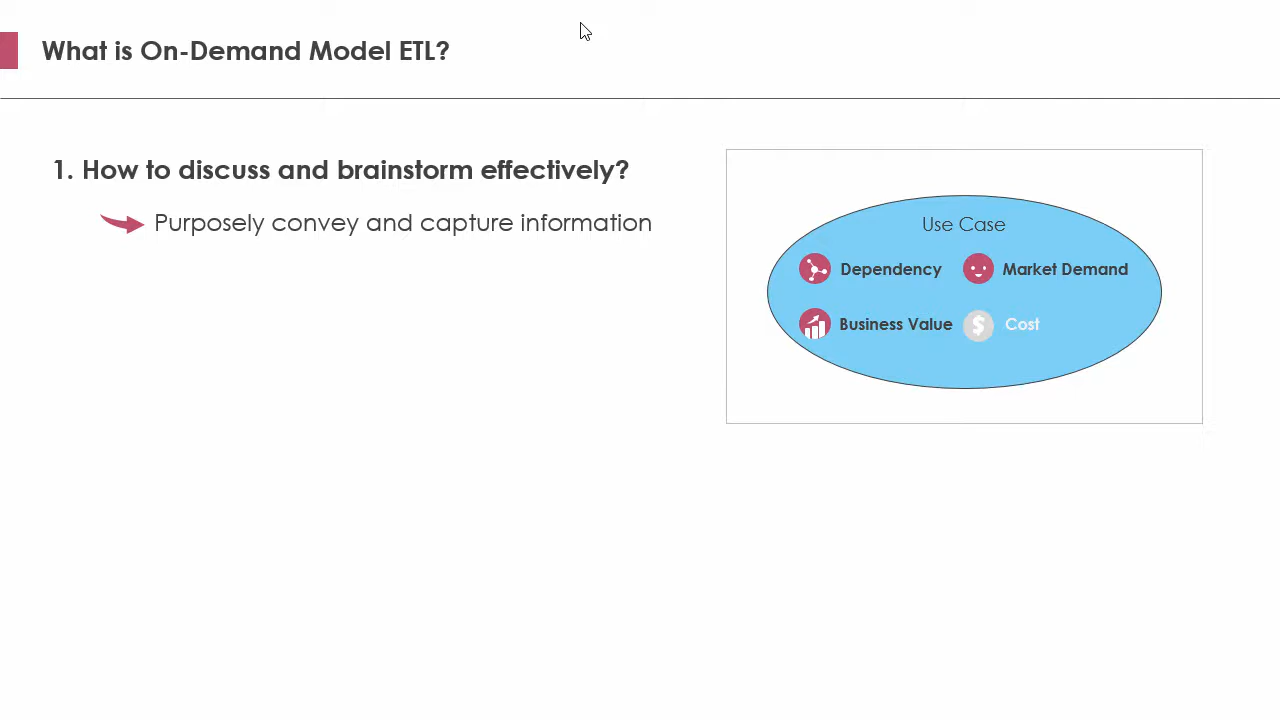 What is On-Demand Model ETL?
1. How to discuss and brainstorm effectively?
Purposely convey and capture information
Use Case
Dependency
Market Demand
Business Value
$ Cost